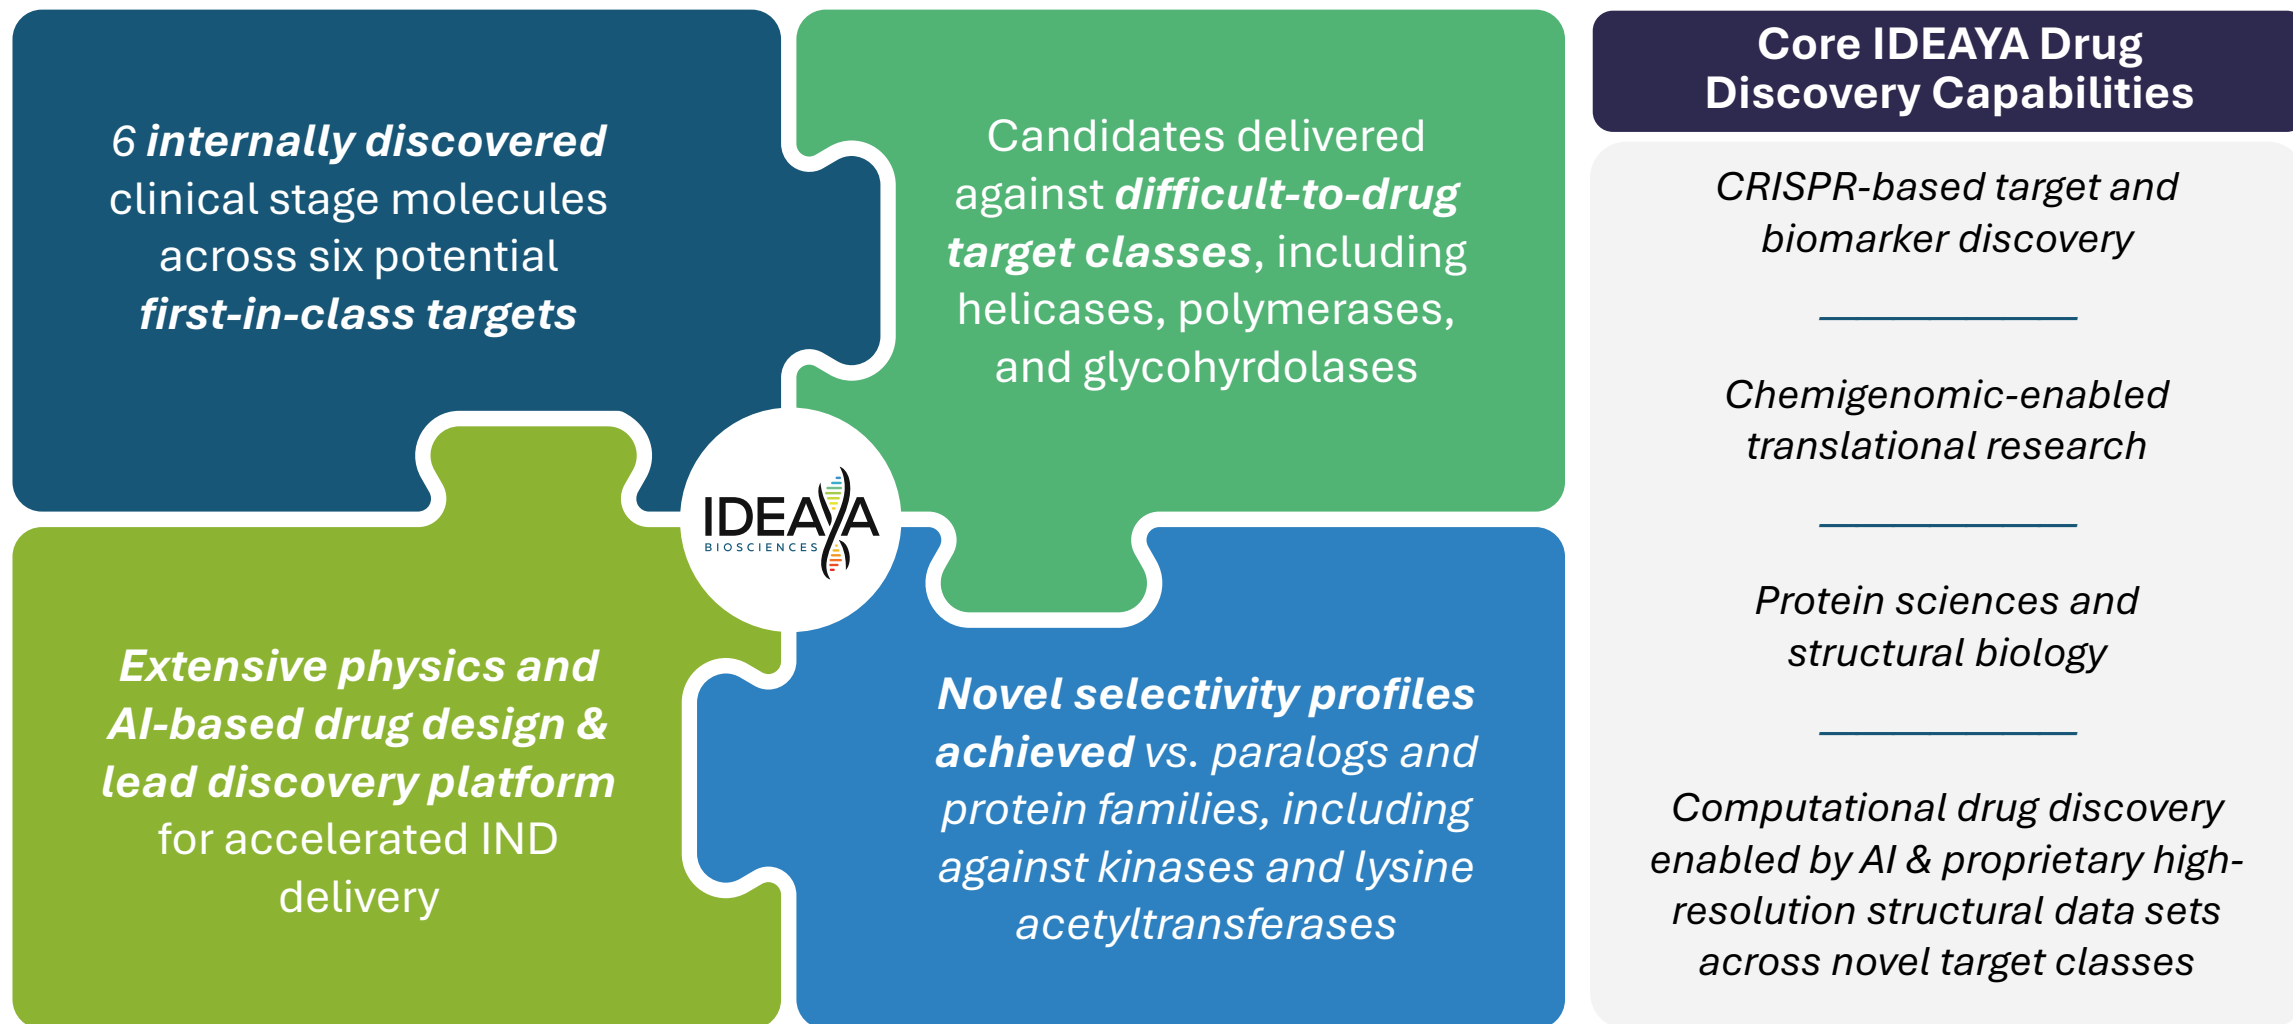 6 internally discovered
clinical stage molecules
across six potential
first-in-class targets
Candidates delivered
against difficult-to-drug
target classes, including
helicases, polymerases,
and glycohyrdolases
IDEAYA
BIOSCIENCES
Extensive physics and
AI-based drug design &
lead discovery platform
for accelerated IND
delivery
Novel selectivity profiles
achieved vs. paralogs and
protein families, including
against kinases and lysine
acetyltransferases
Core IDEAYA Drug
Discovery Capabilities
CRISPR-based target and
biomarker discovery
Chemigenomic-enabled
translational research
Protein sciences and
structural biology
Computational drug discovery
enabled by AI & proprietary high-
resolution structural data sets
across novel target classes